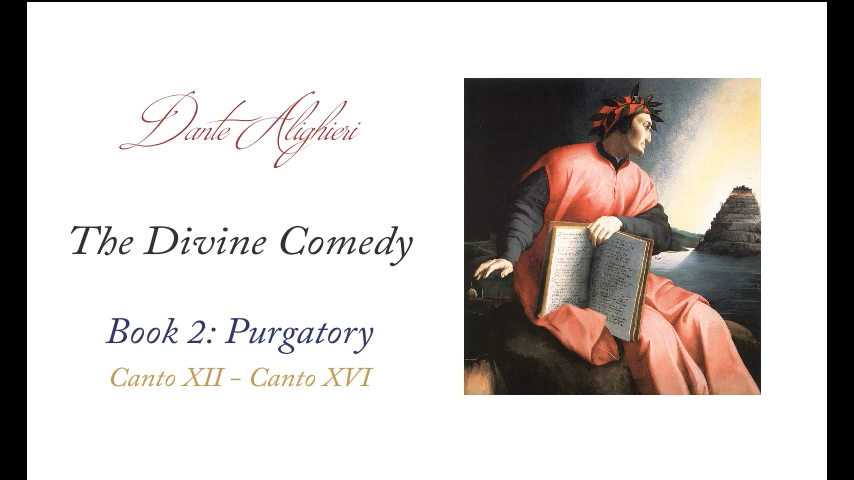 Dante Alighieri
The Divine Comedy
Book 2: Purgatory
Canto XII – Canto XVI